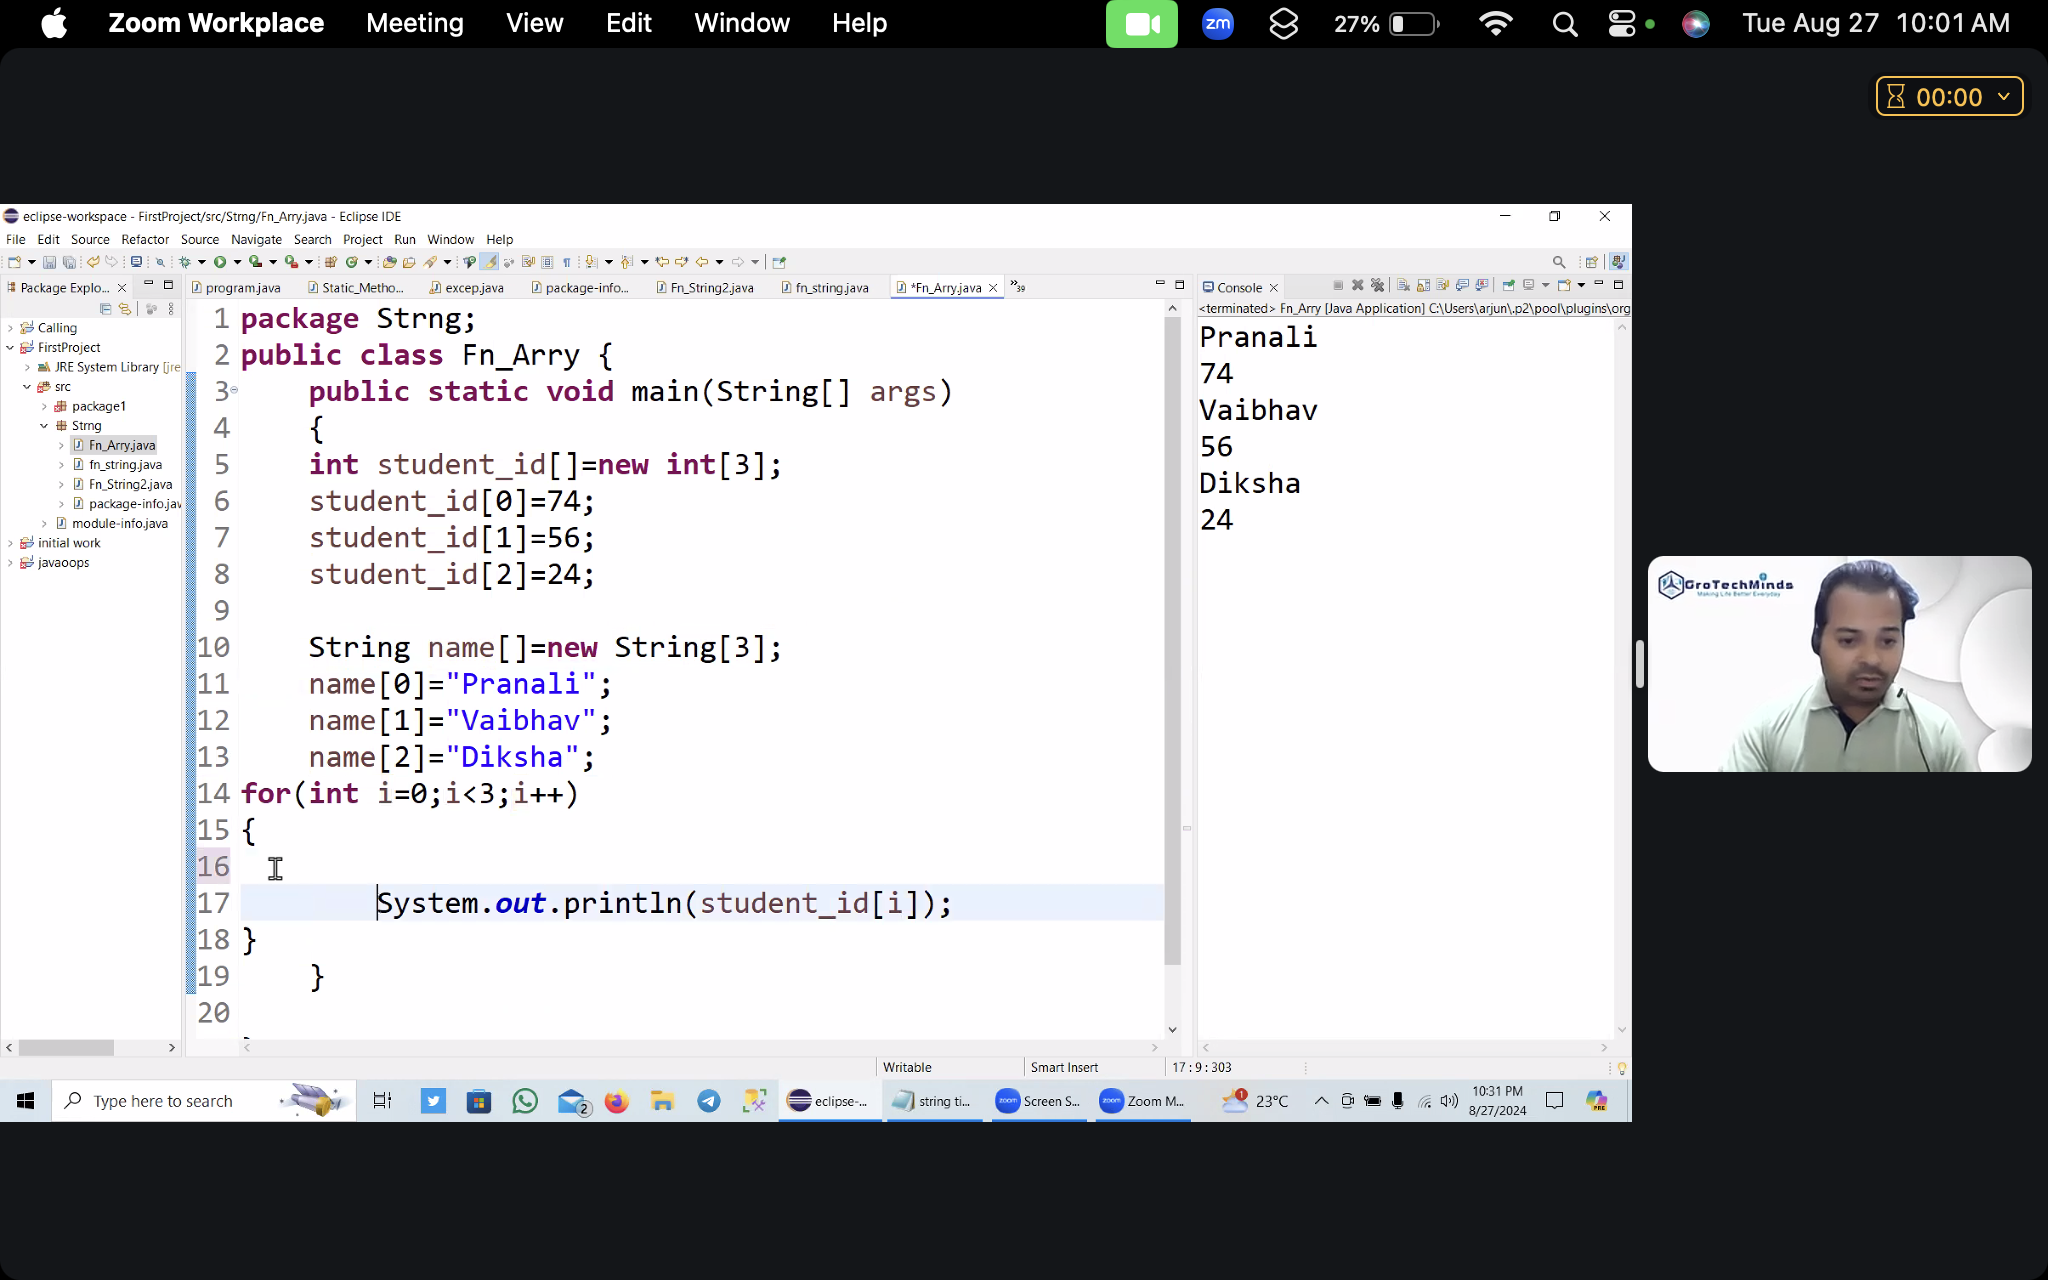 Zoom Workplace Meeting View Edit Window Help zm 27% Tue Aug 27 10:01 AM
00:00
eclipse-workspace - FirstProject/src/Strng/Fn_Arry.java - Eclipse IDE
File Edit Source Refactor Source Navigate Search Project Run Window Help
Package Explo...
program.java
Static_Metho...
excep.java
package-info...
Fn_String2.java
fn_string.java
*Fn_Arry.java
39
Calling
FirstProject
JRE System Library [jre
src
package1
Strng
Fn_Arry.java
fn_string.java
Fn_String2.java
package-info.jav
module-info.java
initial work
javaoops
1 package Strng;
2 public class Fn_Arry {
3 public static void main(String[] args)
4 {
5 int student_id[]=new int[3];
6 student_id[0]=74;
7 student_id[1]=56;
8 student_id[2]=24;
9
10 String name[]=new String[3];
11 name[0]="Pranali";
12 name[1]="Vaibhav";
13 name[2]="Diksha";
14 for(int i=0;i<3;i++)
15 {
16
17 System.out.println(student_id[i]);
18 }
19 }
20
Console
<terminated> Fn_Arry [Java Application] C:\Users\arjun\.p2\pool\plugins\org
Pranali
74
Vaibhav
56
Diksha
24
GroTechMinds
Making Life Better Everyday
Writable Smart Insert 17 : 9 : 303
Type here to search
2
eclipse-...
string ti...
zoom Screen S...
zoom Zoom M...
1
23°C
10:31 PM
8/27/2024
PRE